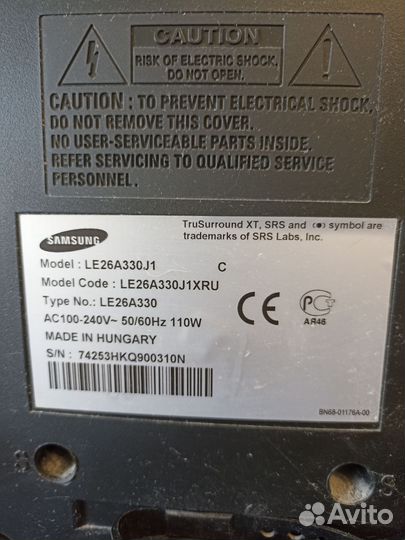 CAUTION
RISK OF ELECTRIC SHOCK.
DO NOT OPEN.
CAUTION : TO PREVENT ELECTRICAL SHOCK,
DO NOT REMOVE THIS COVER.
NO USER-SERVICEABLE PARTS INSIDE.
REFER SERVICING TO QUALIFIED SERVICE
PERSONNEL.
TruSurround XT, SRS and (●) symbol are
trademarks of SRS Labs, Inc.
SAMSUNG
Model : LE26A330J1 C
Model Code : LE26A330J1XRU
Type No.: LE26A330
AC100-240V~ 50/60Hz 110W
MADE IN HUNGARY
S/N : 74253HKQ900310N
CE
РСТ
АЯ46
BN68-01176A-00
Avito